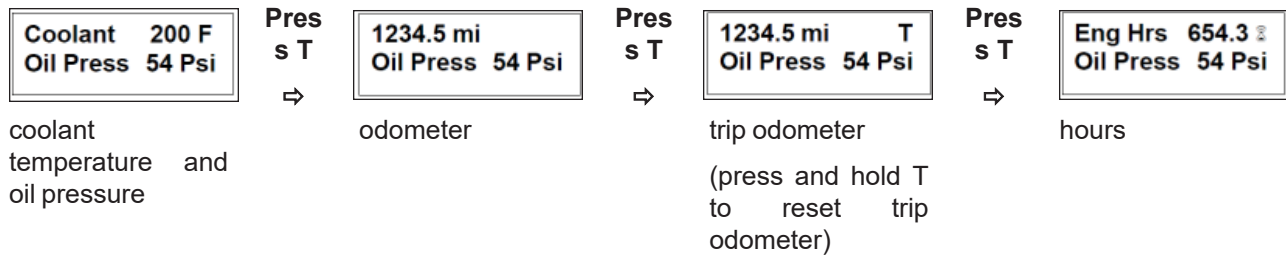 Coolant 200 F
Oil Press 54 Psi
coolant
temperature and
oil pressure
Pres
s T
⇨
1234.5 mi
Oil Press 54 Psi
odometer
Pres
s T
⇨
1234.5 mi T
Oil Press 54 Psi
trip odometer
(press and hold T
to reset trip
odometer)
Pres
s T
⇨
Eng Hrs 654.3
Oil Press 54 Psi
hours